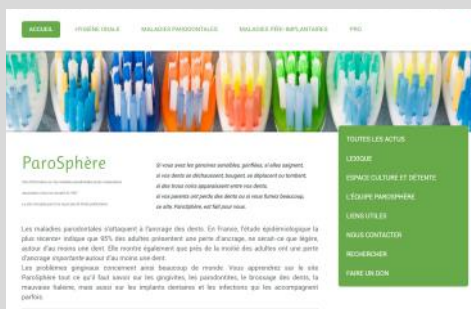 ACCUEIL
HYGIÈNE ORALE
MALADIES PARODONTALES
MALADIES PÉRI-IMPLANTAIRES
PRO
TOUTES LES ACTUS
LEXIQUE
ESPACE CULTURE ET DÉTENTE
L'ÉQUIPE PAROSPHÈRE
LIENS UTILES
NOUS CONTACTER
RECHERCHER
FAIRE UN DON
ParoSphère
Si vous avez les gencives sensibles, gonflées, si elles saignent,
si vos dents se déchaussent, bougent, se déplacent ou tombent,
si des trous noirs apparaissent entre vos dents,
si vos parents ont perdu des dents ou si vous fumez beaucoup,
ce site, ParoSphère, est fait pour vous.
Les maladies parodontales s'attaquent à l'ancrage des dents. En France, l'étude épidémiologique la
plus récente indique que 95% des adultes présentent une perte d'ancrage, ne serait-ce que légère,
autour d'au moins une dent. Elle montre également que près de la moitié des adultes ont une perte
d'ancrage importante autour d'au moins une dent.
Les problèmes gingivaux concernent ainsi beaucoup de monde. Vous apprendrez sur le site
ParoSphère tout ce qu'il faut savoir sur les gingivites, les parodontites, le brossage des dents, la
mauvaise haleine, mais aussi sur les implants dentaires et les infections qui les accompagnent
parfois.